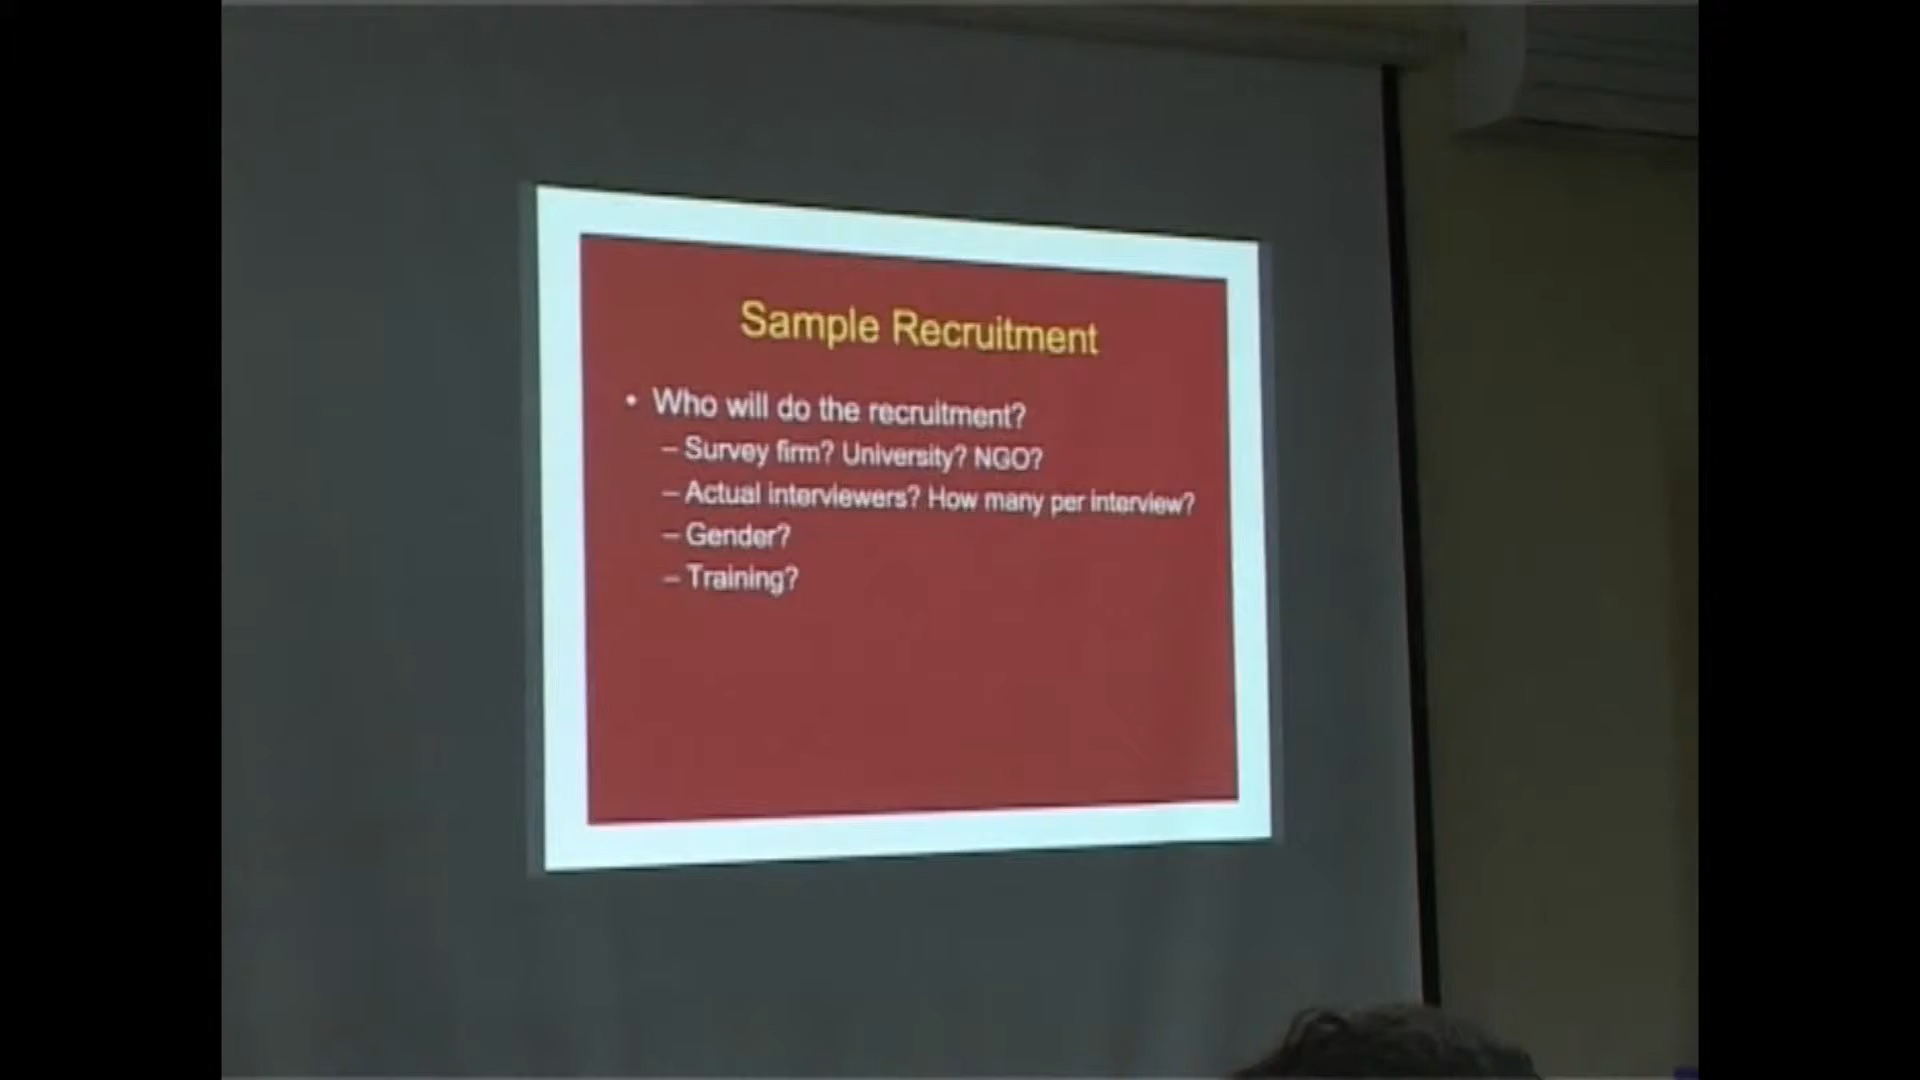 Sample Recruitment
• Who will do the recruitment?
– Survey firm? University? NGO?
– Actual interviewers? How many per interview?
– Gender?
– Training?